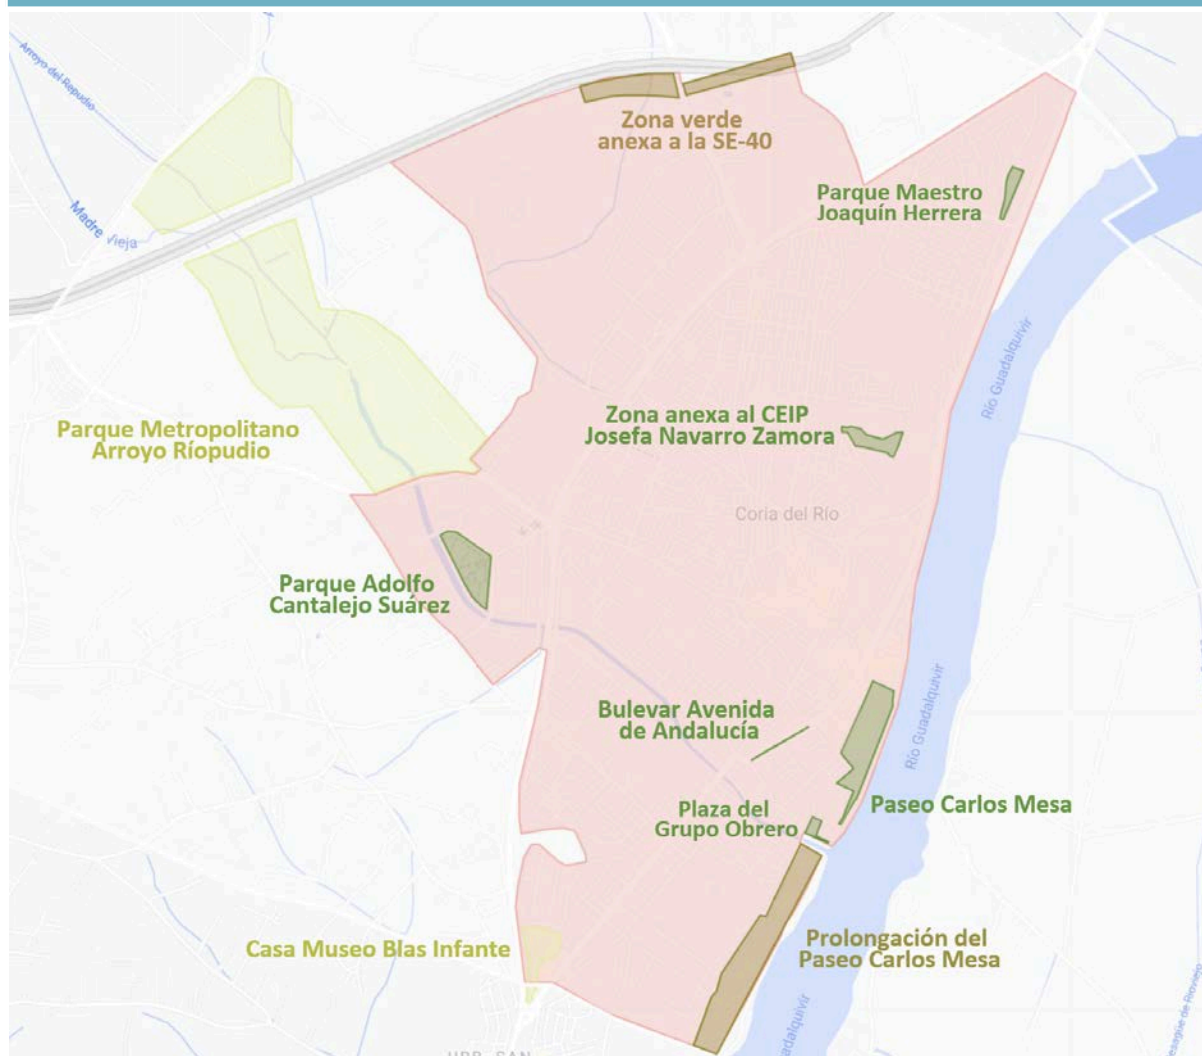 Arroyo del Repudio
Zona verde
anexa a la SE-40
Parque Maestro
Joaquín Herrera
Madre Vieja
Río Guadalquivir
Parque Metropolitano
Arroyo Ríopudio
Zona anexa al CEIP
Josefa Navarro Zamora
Coria del Río
Parque Adolfo
Cantalejo Suárez
Río Guadalquivir
Bulevar Avenida
de Andalucía
Plaza del
Grupo Obrero
Paseo Carlos Mesa
Casa Museo Blas Infante
Prolongación del
Paseo Carlos Mesa